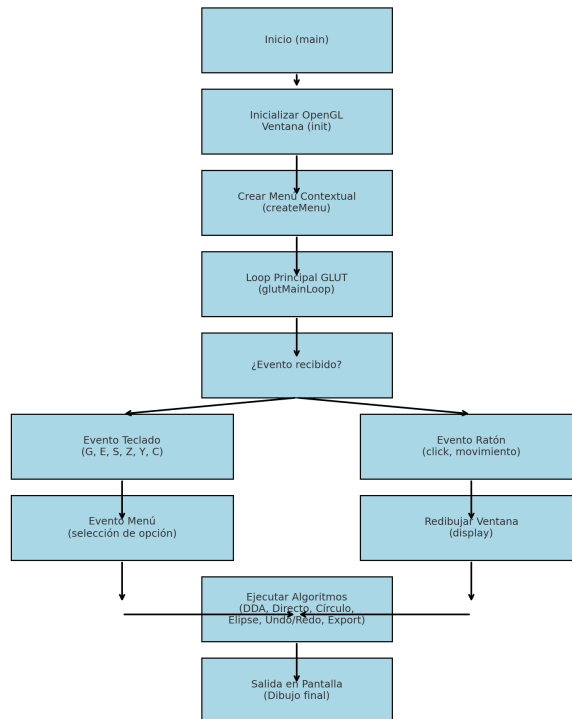 Inicio (main)
Inicializar OpenGL
Ventana (init)
Crear Menú Contextual
(createMenu)
Loop Principal GLUT
(glutMainLoop)
¿Evento recibido?
Evento Teclado
(G, E, S, Z, Y, C)
Evento Ratón
(click, movimiento)
Evento Menú
(selección de opción)
Redibujar Ventana
(display)
Ejecutar Algoritmos
(DDA, Directo, Círculo,
Elipse, Undo/Redo, Export)
Salida en Pantalla
(Dibujo final)